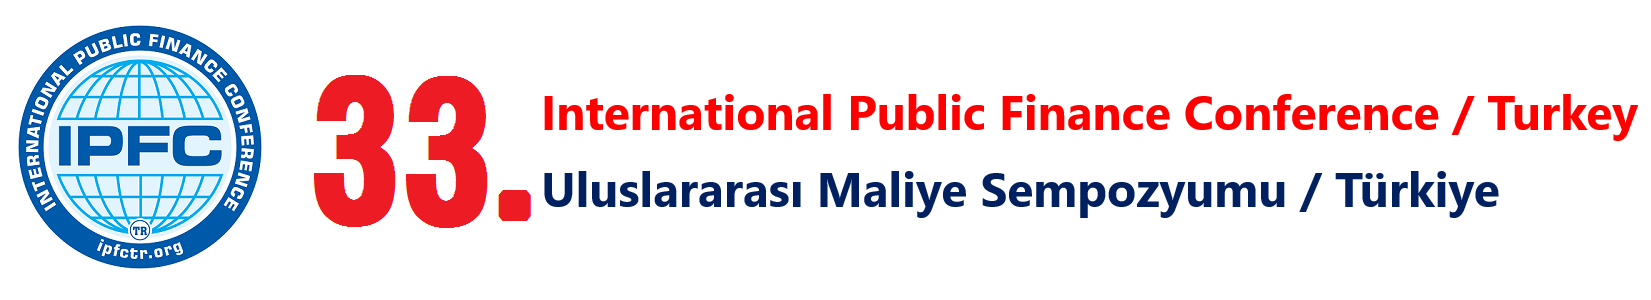 INTERNATIONAL PUBLIC FINANCE CONFERENCE
IPFC
TR
ipfctr.org
33.
International Public Finance Conference / Turkey
Uluslararası Maliye Sempozyumu / Türkiye